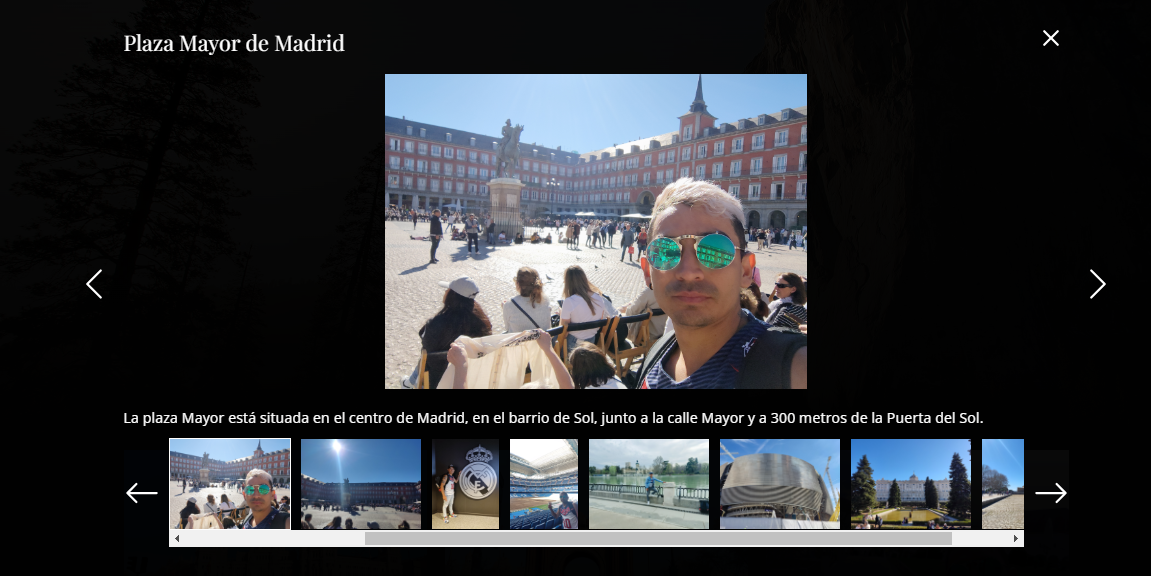 Plaza Mayor de Madrid
La plaza Mayor está situada en el centro de Madrid, en el barrio de Sol, junto a la calle Mayor y a 300 metros de la Puerta del Sol.